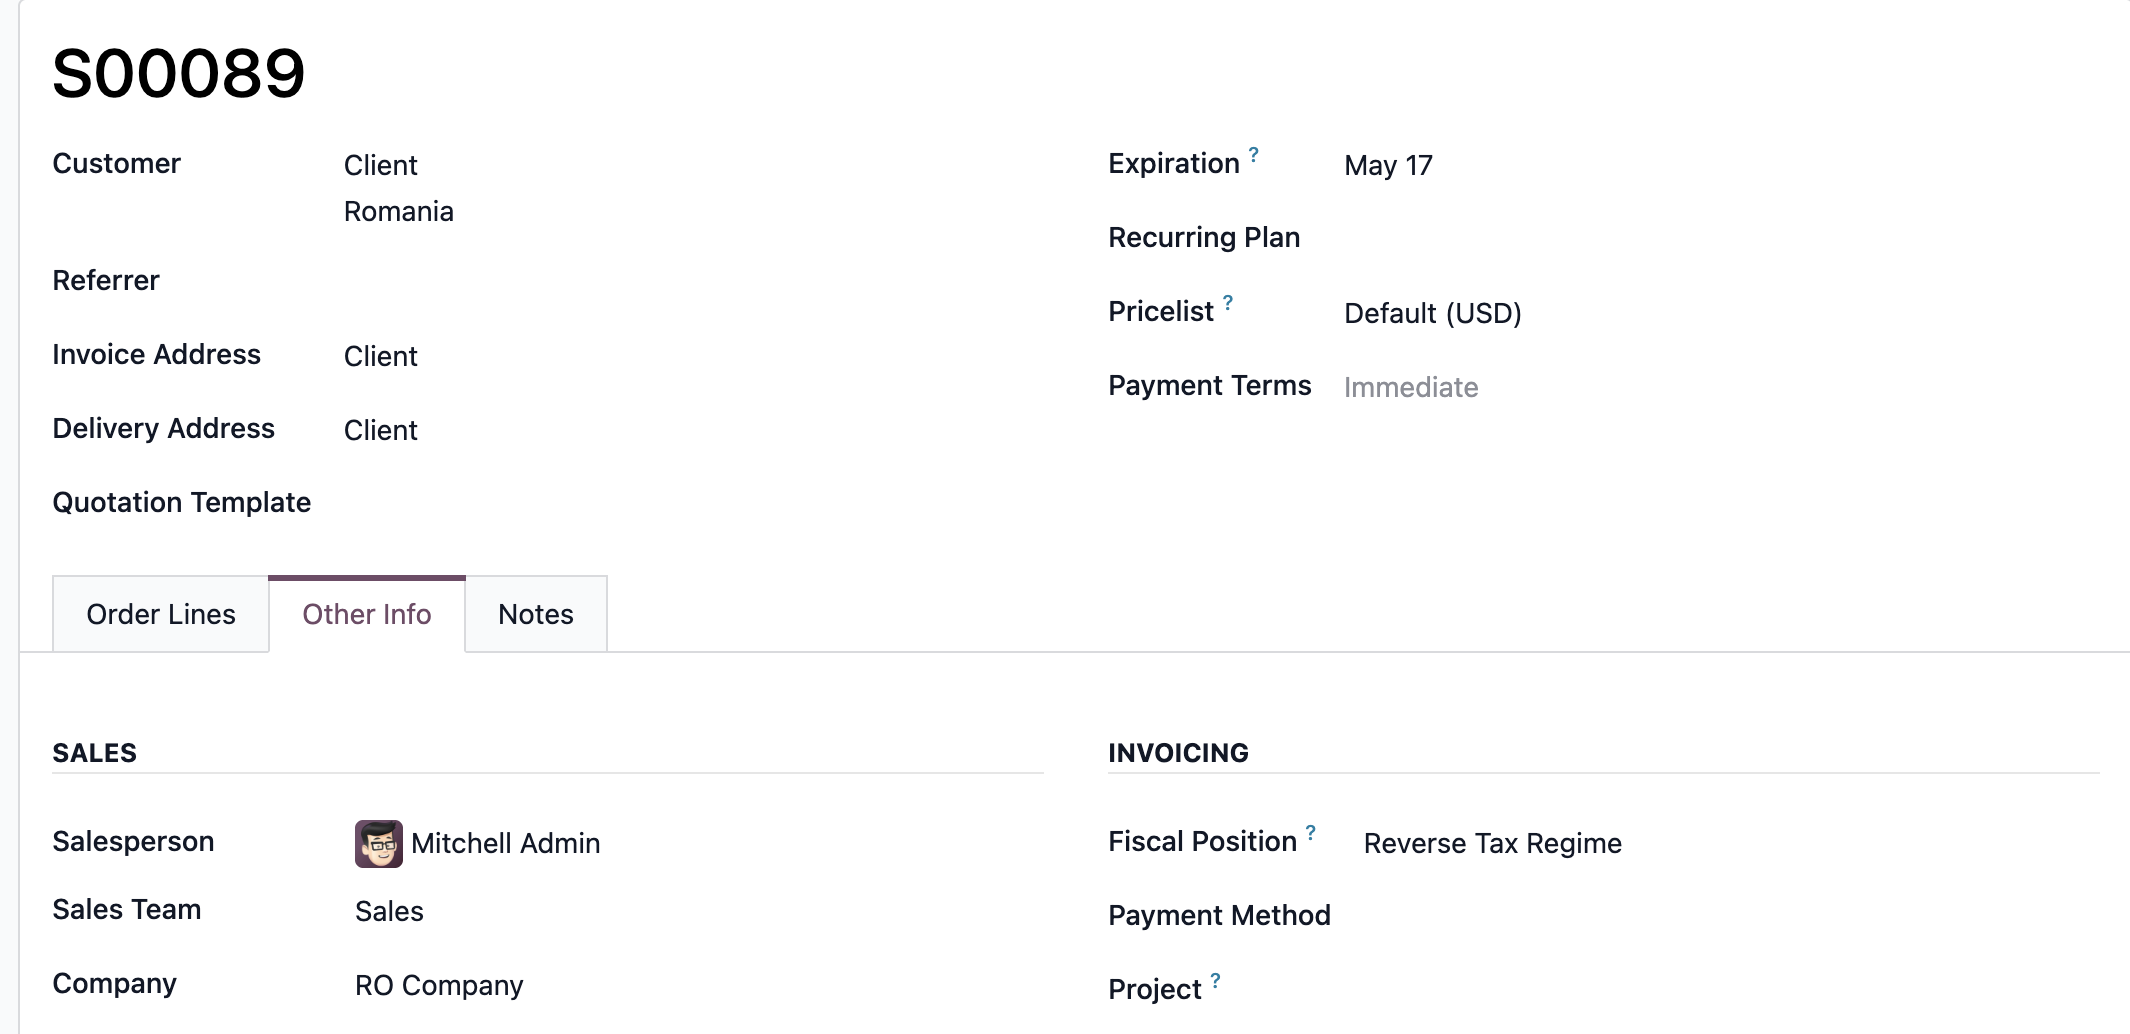 S00089
Customer
Client
Romania
Referrer
Invoice Address
Client
Delivery Address
Client
Quotation Template
Expiration ?
May 17
Recurring Plan
Pricelist ?
Default (USD)
Payment Terms
Immediate
Order Lines
Other Info
Notes
SALES
Salesperson
Mitchell Admin
Sales Team
Sales
Company
RO Company
INVOICING
Fiscal Position ?
Reverse Tax Regime
Payment Method
Project ?